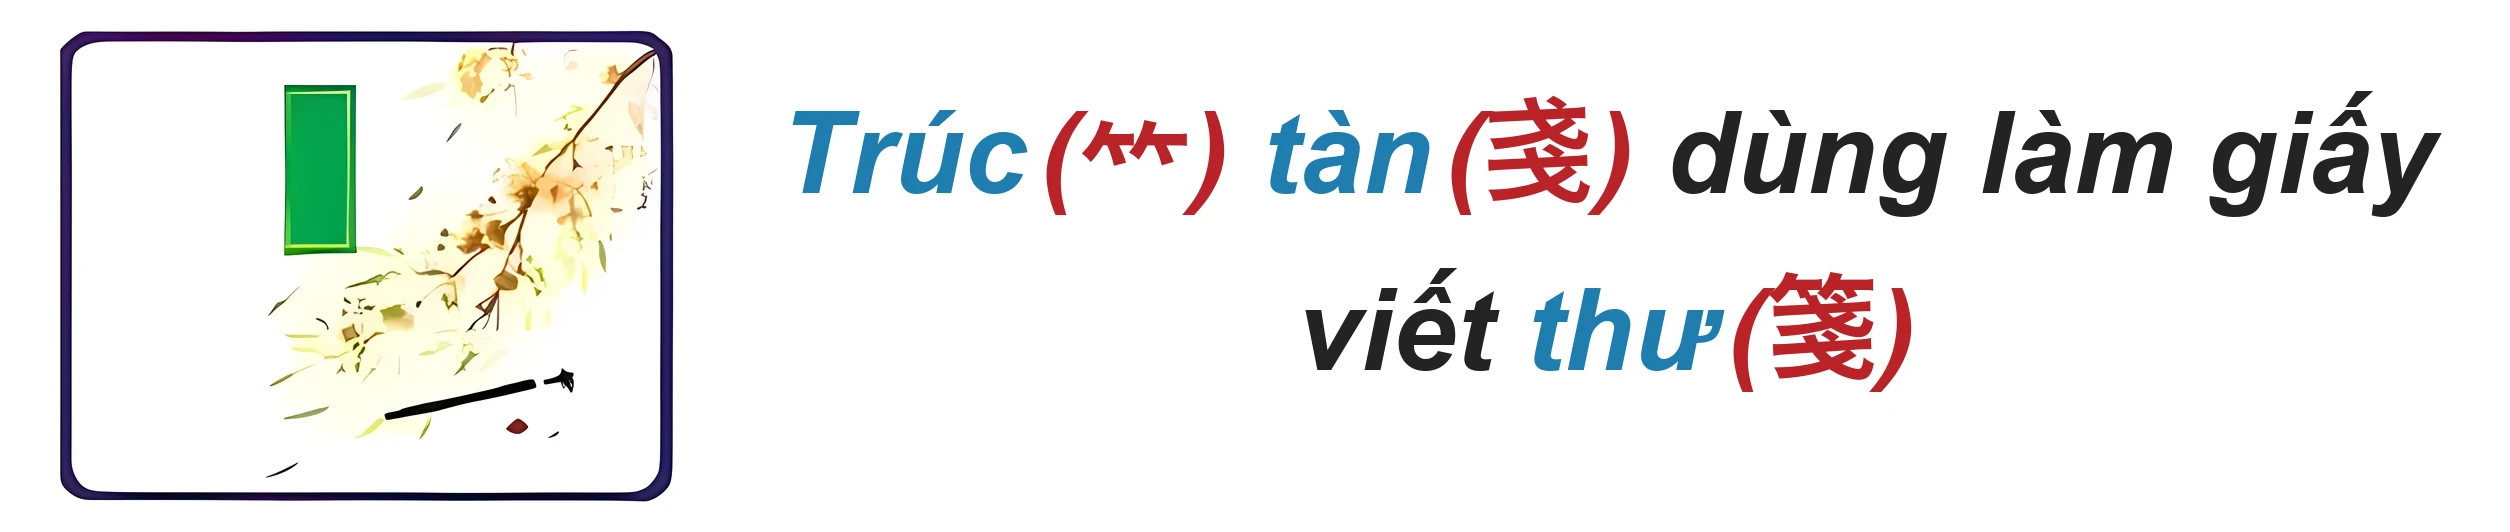 Trúc(⺮) tàn(戔) dùng làm giấy
viết thư(箋)